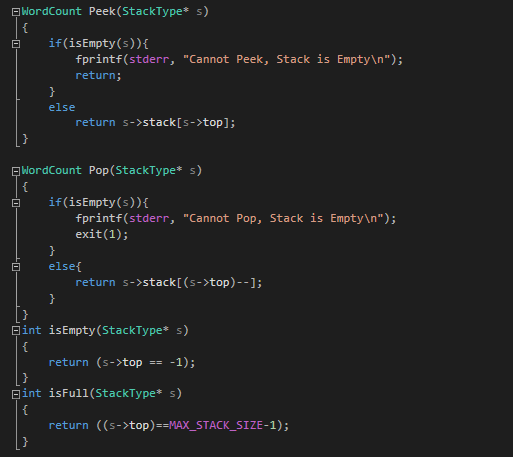 WordCount Peek(StackType* s)
{
    if(isEmpty(s)){
        fprintf(stderr, "Cannot Peek, Stack is Empty\n");
        return;
    }
    else
        return s->stack[s->top];
}

WordCount Pop(StackType* s)
{
    if(isEmpty(s)){
        fprintf(stderr, "Cannot Pop, Stack is Empty\n");
        exit(1);
    }
    else{
        return s->stack[(s->top)--];
    }
}
int isEmpty(StackType* s)
{
    return (s->top == -1);
}
int isFull(StackType* s)
{
    return ((s->top)==MAX_STACK_SIZE-1);
}